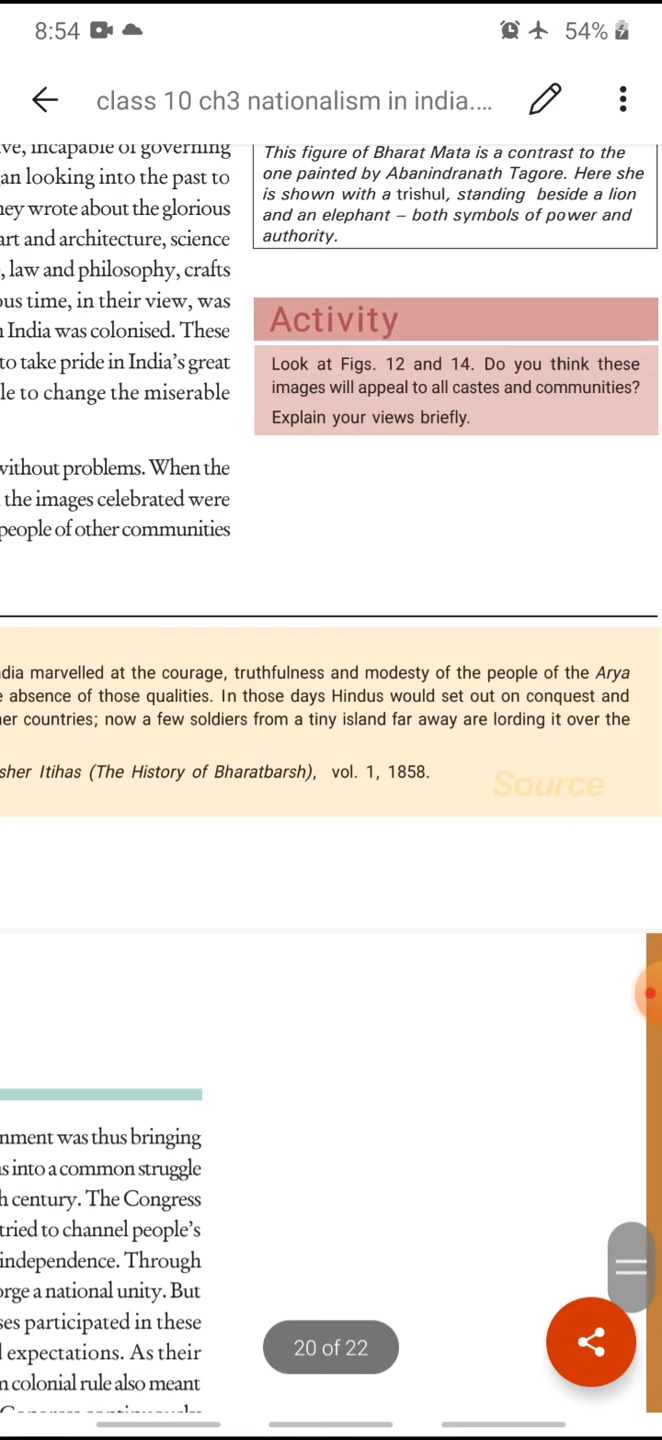 8:54
54%
class 10 ch3 nationalism in india....
ve, incapable of governing
an looking into the past to
hey wrote about the glorious
art and architecture, science
, law and philosophy, crafts
ous time, in their view, was
India was colonised. These
to take pride in India's great
le to change the miserable
without problems. When the
the images celebrated were
people of other communities
This figure of Bharat Mata is a contrast to the
one painted by Abanindranath Tagore. Here she
is shown with a trishul, standing beside a lion
and an elephant – both symbols of power and
authority.
Activity
Look at Figs. 12 and 14. Do you think these
images will appeal to all castes and communities?
Explain your views briefly.
dia marvelled at the courage, truthfulness and modesty of the people of the Arya
e absence of those qualities. In those days Hindus would set out on conquest and
er countries; now a few soldiers from a tiny island far away are lording it over the
sher Itihas (The History of Bharatbarsh), vol. 1, 1858.
Source
nment was thus bringing
s into a common struggle
h century. The Congress
tried to channel people's
independence. Through
orge a national unity. But
ses participated in these
expectations. As their
n colonial rule also meant
20 of 22